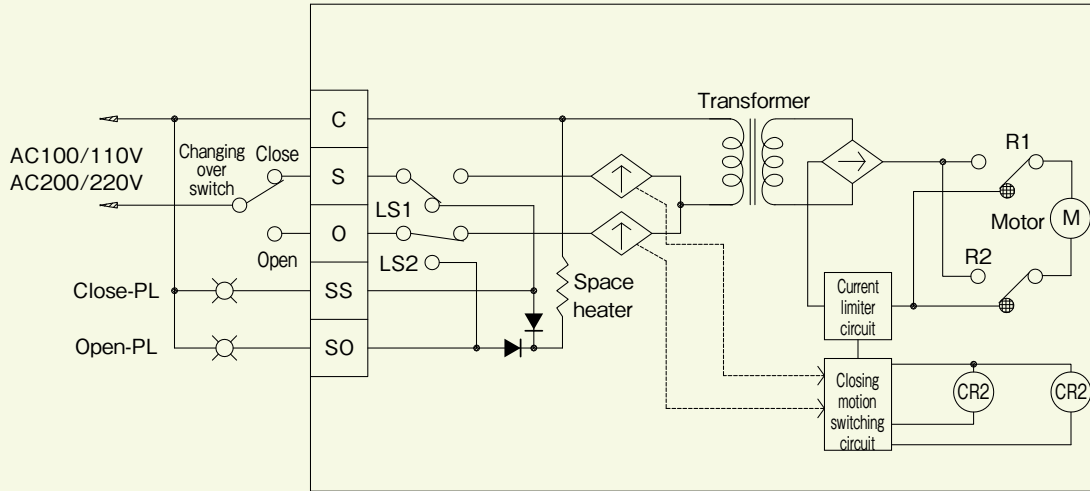 AC100/110V
AC200/220V
Changing
over
switch
Close
Open
Close-PL
Open-PL
C
S
O
SS
SO
LS1
LS2
Space
heater
Transformer
R1
R2
Motor
M
Current
limiter
circuit
Closing
motion
switching
circuit
CR2
CR2